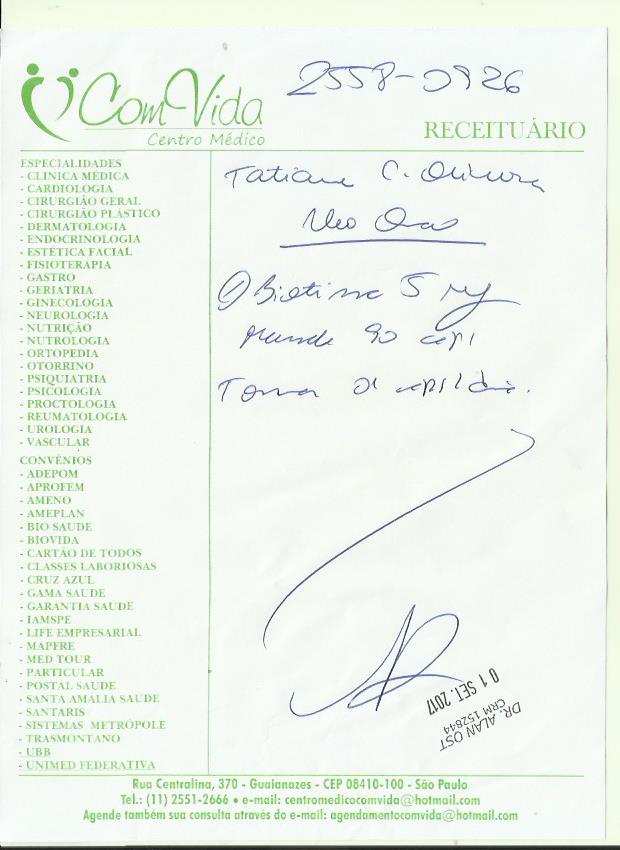 2558-0926
ComVida
Centro Médico
RECEITUÁRIO
ESPECIALIDADES
- CLINICA MÉDICA
- CARDIOLOGIA
- CIRURGIÃO GERAL
- CIRURGIÃO PLASTICO
- DERMATOLOGIA
- ENDOCRINOLOGIA
- ESTÉTICA FACIAL
- FISIOTERAPIA
- GASTRO
- GERIATRIA
- GINECOLOGIA
- NEUROLOGIA
- NUTRIÇÃO
- NUTROLOGIA
- ORTOPEDIA
- OTORRINO
- PSIQUIATRIA
- PSICOLOGIA
- PROCTOLOGIA
- REUMATOLOGIA
- UROLOGIA
- VASCULAR
CONVÊNIOS
- ADEPOM
- APROFEM
- AMENO
- AMEPLAN
- BIO SAUDE
- BIOVIDA
- CARTÃO DE TODOS
- CLASSES LABORIOSAS
- CRUZ AZUL
- GAMA SAUDE
- GARANTIA SAUDE
- IAMSPE
- LIFE EMPRESARIAL
- MAPFRE
- MED TOUR
- PARTICULAR
- POSTAL SAUDE
- SANTA AMALIA SAUDE
- SANTARIS
- SISTEMAS METRÓPOLE
- TRASMONTANO
- UBB
- UNIMED FEDERATIVA
Tatiane C. Oliveira
Uso Oral
1 Biotina 5 mg
mande 90 caps
Tomar 01 caps/dia.
01 SET. 2017
DR. ALAN OST
CRM 152844
Rua Centralina, 370 - Guaianazes - CEP 08410-100 - São Paulo
Tel.: (11) 2551-2666 • e-mail: centromedicocomvida@hotmail.com
Agende também sua consulta através do e-mail: agendamentocomvida@hotmail.com